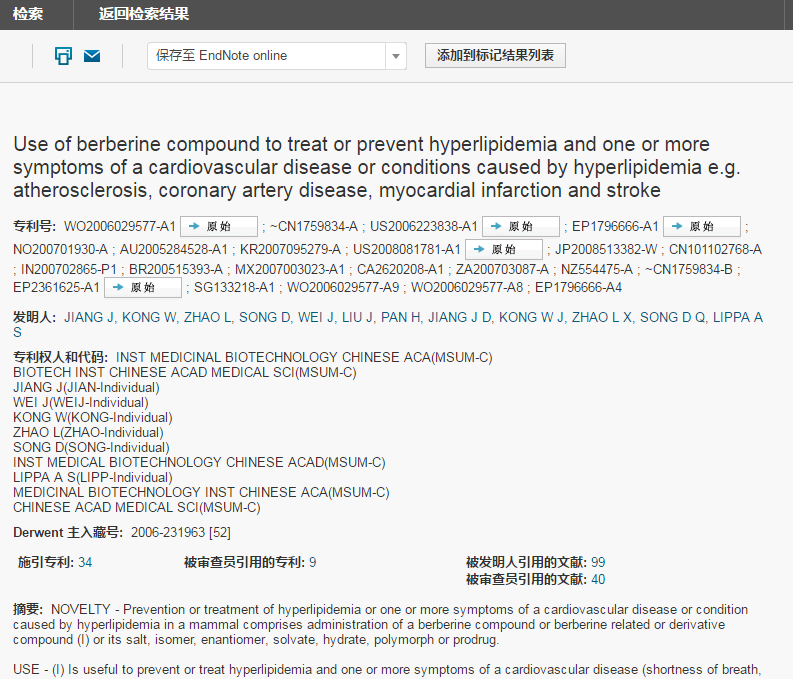 检索 返回检索结果
保存至 EndNote online 添加到标记结果列表
Use of berberine compound to treat or prevent hyperlipidemia and one or more
symptoms of a cardiovascular disease or conditions caused by hyperlipidemia e.g.
atherosclerosis, coronary artery disease, myocardial infarction and stroke
专利号: WO2006029577-A1 原始 ; ~CN1759834-A ; US2006223838-A1 原始 ; EP1796666-A1 原始 ;
NO200701930-A ; AU2005284528-A1 ; KR2007095279-A ; US2008081781-A1 原始 ; JP2008513382-W ; CN101102768-A
; IN200702865-P1 ; BR200515393-A ; MX2007003023-A1 ; CA2620208-A1 ; ZA200703087-A ; NZ554475-A ; ~CN1759834-B ;
EP2361625-A1 原始 ; SG133218-A1 ; WO2006029577-A9 ; WO2006029577-A8 ; EP1796666-A4
发明人: JIANG J, KONG W, ZHAO L, SONG D, WEI J, LIU J, PAN H, JIANG J D, KONG W J, ZHAO L X, SONG D Q, LIPPA A
S
专利权人和代码: INST MEDICINAL BIOTECHNOLOGY CHINESE ACA(MSUM-C)
BIOTECH INST CHINESE ACAD MEDICAL SCI(MSUM-C)
JIANG J(JIAN-Individual)
WEI J(WEIJ-Individual)
KONG W(KONG-Individual)
ZHAO L(ZHAO-Individual)
SONG D(SONG-Individual)
INST MEDICAL BIOTECHNOLOGY CHINESE ACAD(MSUM-C)
LIPPA A S(LIPP-Individual)
MEDICINAL BIOTECHNOLOGY INST CHINESE ACA(MSUM-C)
CHINESE ACAD MEDICAL SCI(MSUM-C)
Derwent 主入藏号: 2006-231963 [52]
施引专利: 34 被审查员引用的专利: 9 被发明人引用的文献: 99
被审查员引用的文献: 40
摘要: NOVELTY - Prevention or treatment of hyperlipidemia or one or more symptoms of a cardiovascular disease or condition
caused by hyperlipidemia in a mammal comprises administration of a berberine compound or berberine related or derivative
compound (I) or its salt, isomer, enantiomer, solvate, hydrate, polymorph or prodrug.
USE - (I) Is useful to prevent or treat hyperlipidemia and one or more symptoms of a cardiovascular disease (shortness of breath,